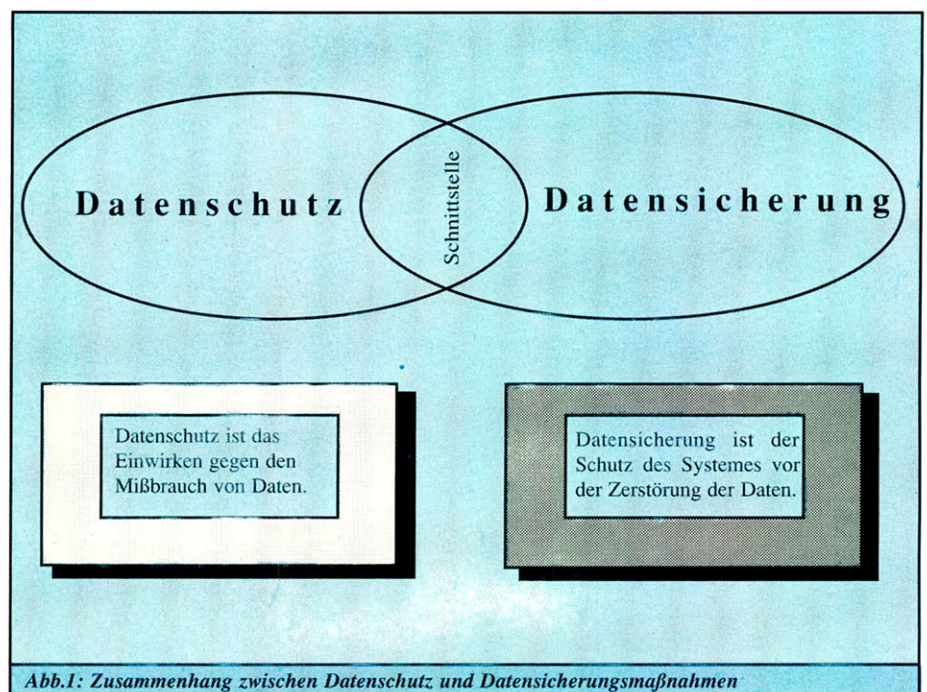 Datenschutz
Schnittstelle
Datensicherung
Datenschutz ist das
Einwirken gegen den
Mißbrauch von Daten.
Datensicherung ist der
Schutz des Systemes vor
der Zerstörung der Daten.
Abb.1: Zusammenhang zwischen Datenschutz und Datensicherungsmaßnahmen